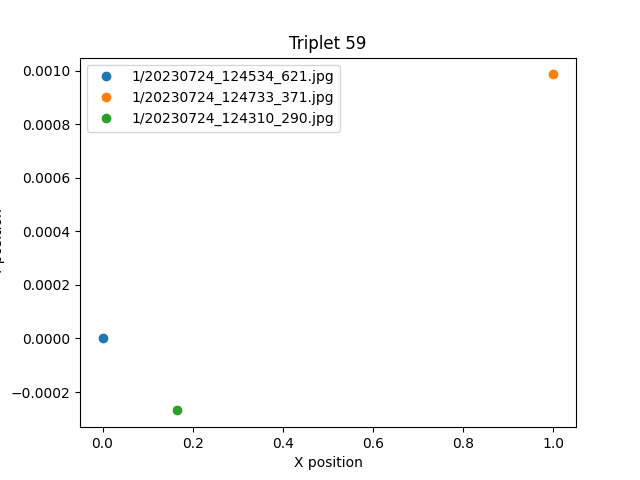 Triplet 59
1/20230724_124534_621.jpg
1/20230724_124733_371.jpg
1/20230724_124310_290.jpg
0.0010
0.0008
0.0006
0.0004
0.0002
0.0000
−0.0002
0.0 0.2 0.4 0.6 0.8 1.0
X position